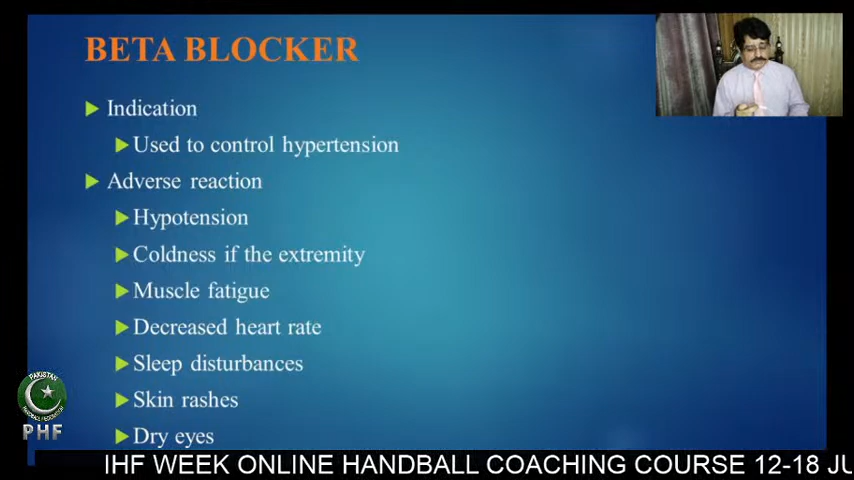 BETA BLOCKER
Indication
Used to control hypertension
Adverse reaction
Hypotension
Coldness if the extremity
Muscle fatigue
Decreased heart rate
Sleep disturbances
Skin rashes
Dry eyes
PAKISTAN
PHF
IHF WEEK ONLINE HANDBALL COACHING COURSE 12-18 JU